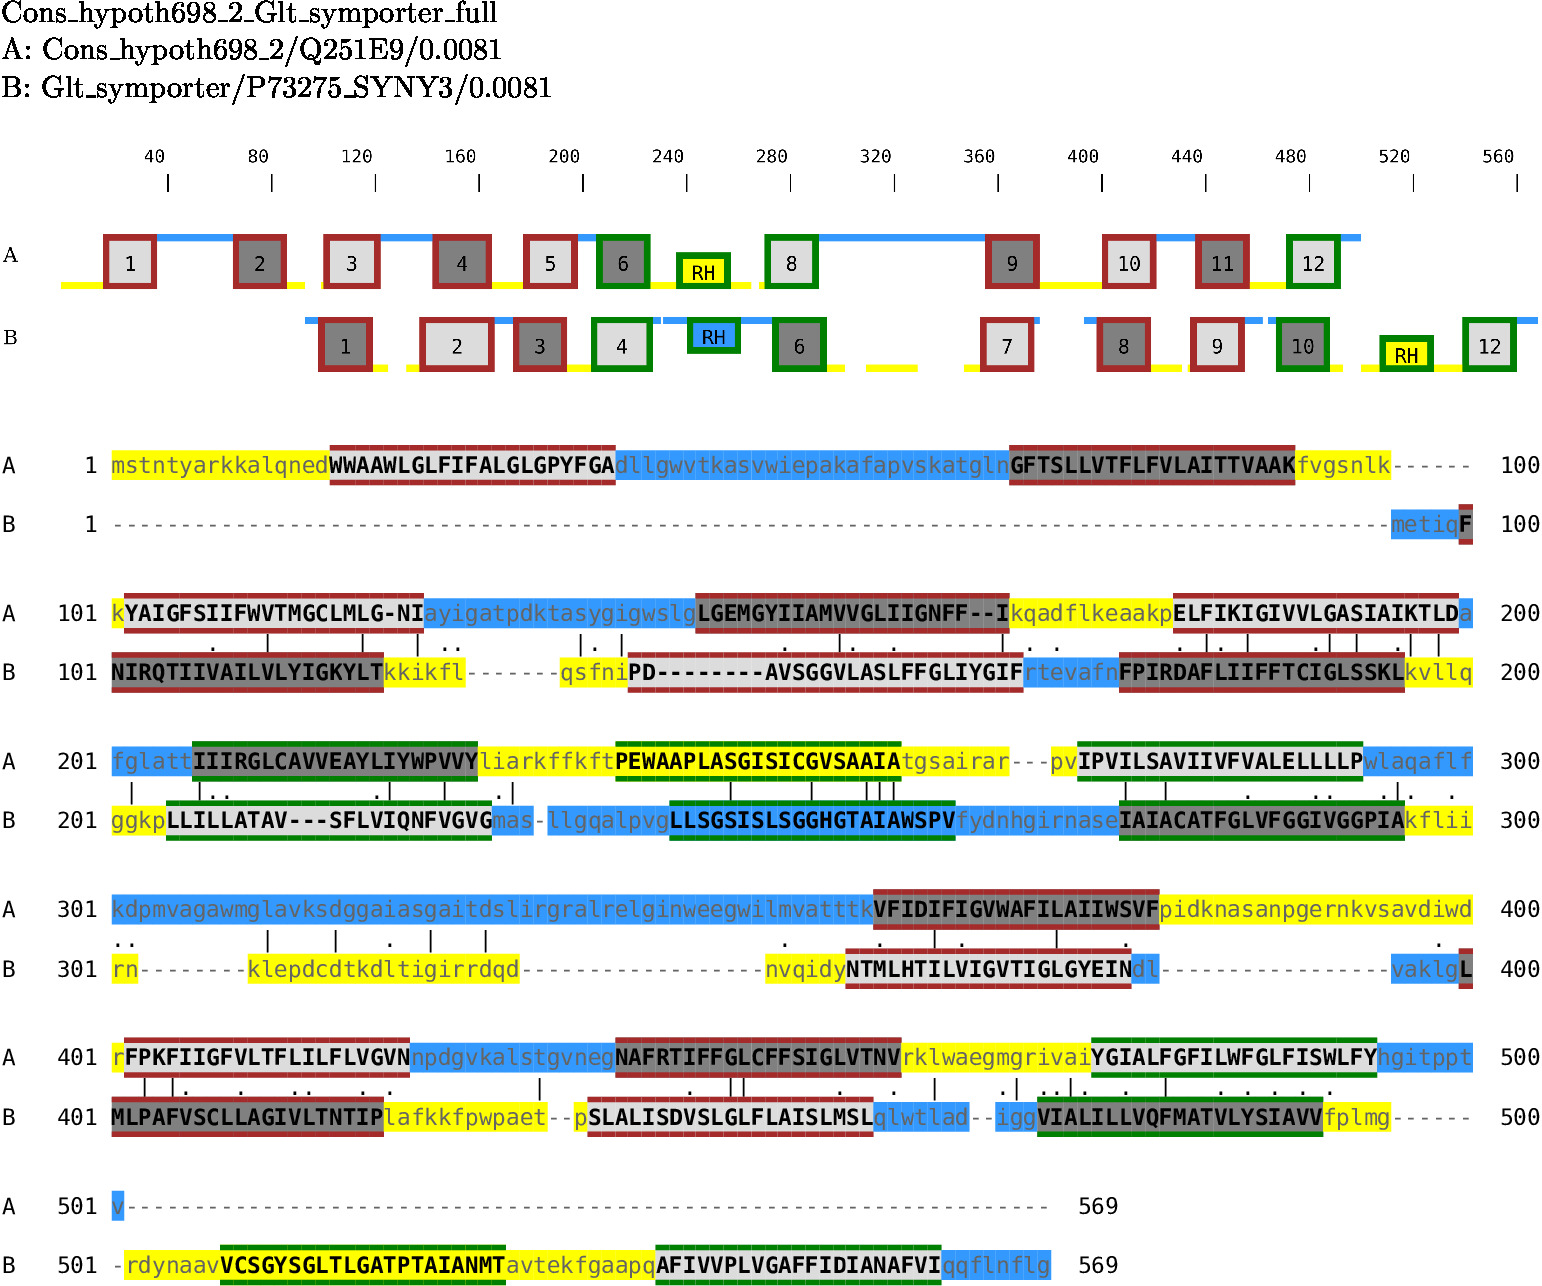 Cons_hypoth698_2_Glt_symporter_full
A: Cons_hypoth698_2/Q251E9/0.0081
B: Glt_symporter/P73275_SYNY3/0.0081
40 80 120 160 200 240 280 320 360 400 440 480 520 560
A 1 2 3 4 5 6 RH 8 9 10 11 12
B 1 2 3 4 RH 6 7 8 9 10 RH 12
A 1 mstntyarkkalqnedWWAAWLGLFIFALGLGPYFGAdllgwvtkasvwiepakafapvskatglnGFTSLLVTFLFVLAITTVAAKfvgsnlk------ 100
B 1 ----------------------------------------------------------------------------------------------metiqF 100
A 101 kYAIGFSIIFWVTMGCLMLG-NIayigatpdktasygigwslgLGEMGYIIAMVVGLIIGNFF--IkqadflkeaakpELFIKIGIVVLGASIAIKTLDa 200
B 101 NIRQTIIVAILVLYIGKYLTkkikfl-------qsfniPD--------AVSGGVLASLFFGLIYGIFrtevafnFPIRDAFLIIFFTCIGLSSKLkvllq 200
A 201 fglattIIIRGLCAVVEAYLIYWPVVYliarkffkftPEWAAPLASGISICGVSAAIAtgsairar---pvIPVILSAVIIVFVALELLLLPwlaqaflf 300
B 201 ggkpLLILLATAV---SFLVIQNFVGVGmas-llgqalpvgLLSGSISLSGGHGTAIAWSPVfydnhgirnaseIAIACATFGLVFGGIVGGPIAkflii 300
A 301 kdpmvagawmglavksdggaiasgaitdslirgralrelginweegwilmvatttkVFIDIFIGVWAFILAIIWSVFpidknasanpgernkvsavdiwd 400
B 301 rn--------klepdcdtkdltigirrdqd------------------nvqidyNTMLHTILVIGVTIGLGYEINdl-----------------vaklgL 400
A 401 rFPKFIIGFVLTFLILFLVGVNnpdgvkalstgvnegNAFRTIFFGLCFFSIGLVTNVrklwaegmgrivaiYGIALFGFILWFGLFISWLFYhgitppt 500
B 401 MLPAFVSCLLAGIVLTNTIPlafkkfpwpaet--pSLALISDVSLGLFLAISLMSLqlwtlad--iggVIALILLVQFMATVLYSIAVVfplmg------ 500
A 501 v-------------------------------------------------------------------- 569
B 501 -rdynaavVCSGYSGLTLGATPTAIANMTavtekfgaapqAFIVVPLVGAFFIDIANAFVIqqflnflg 569